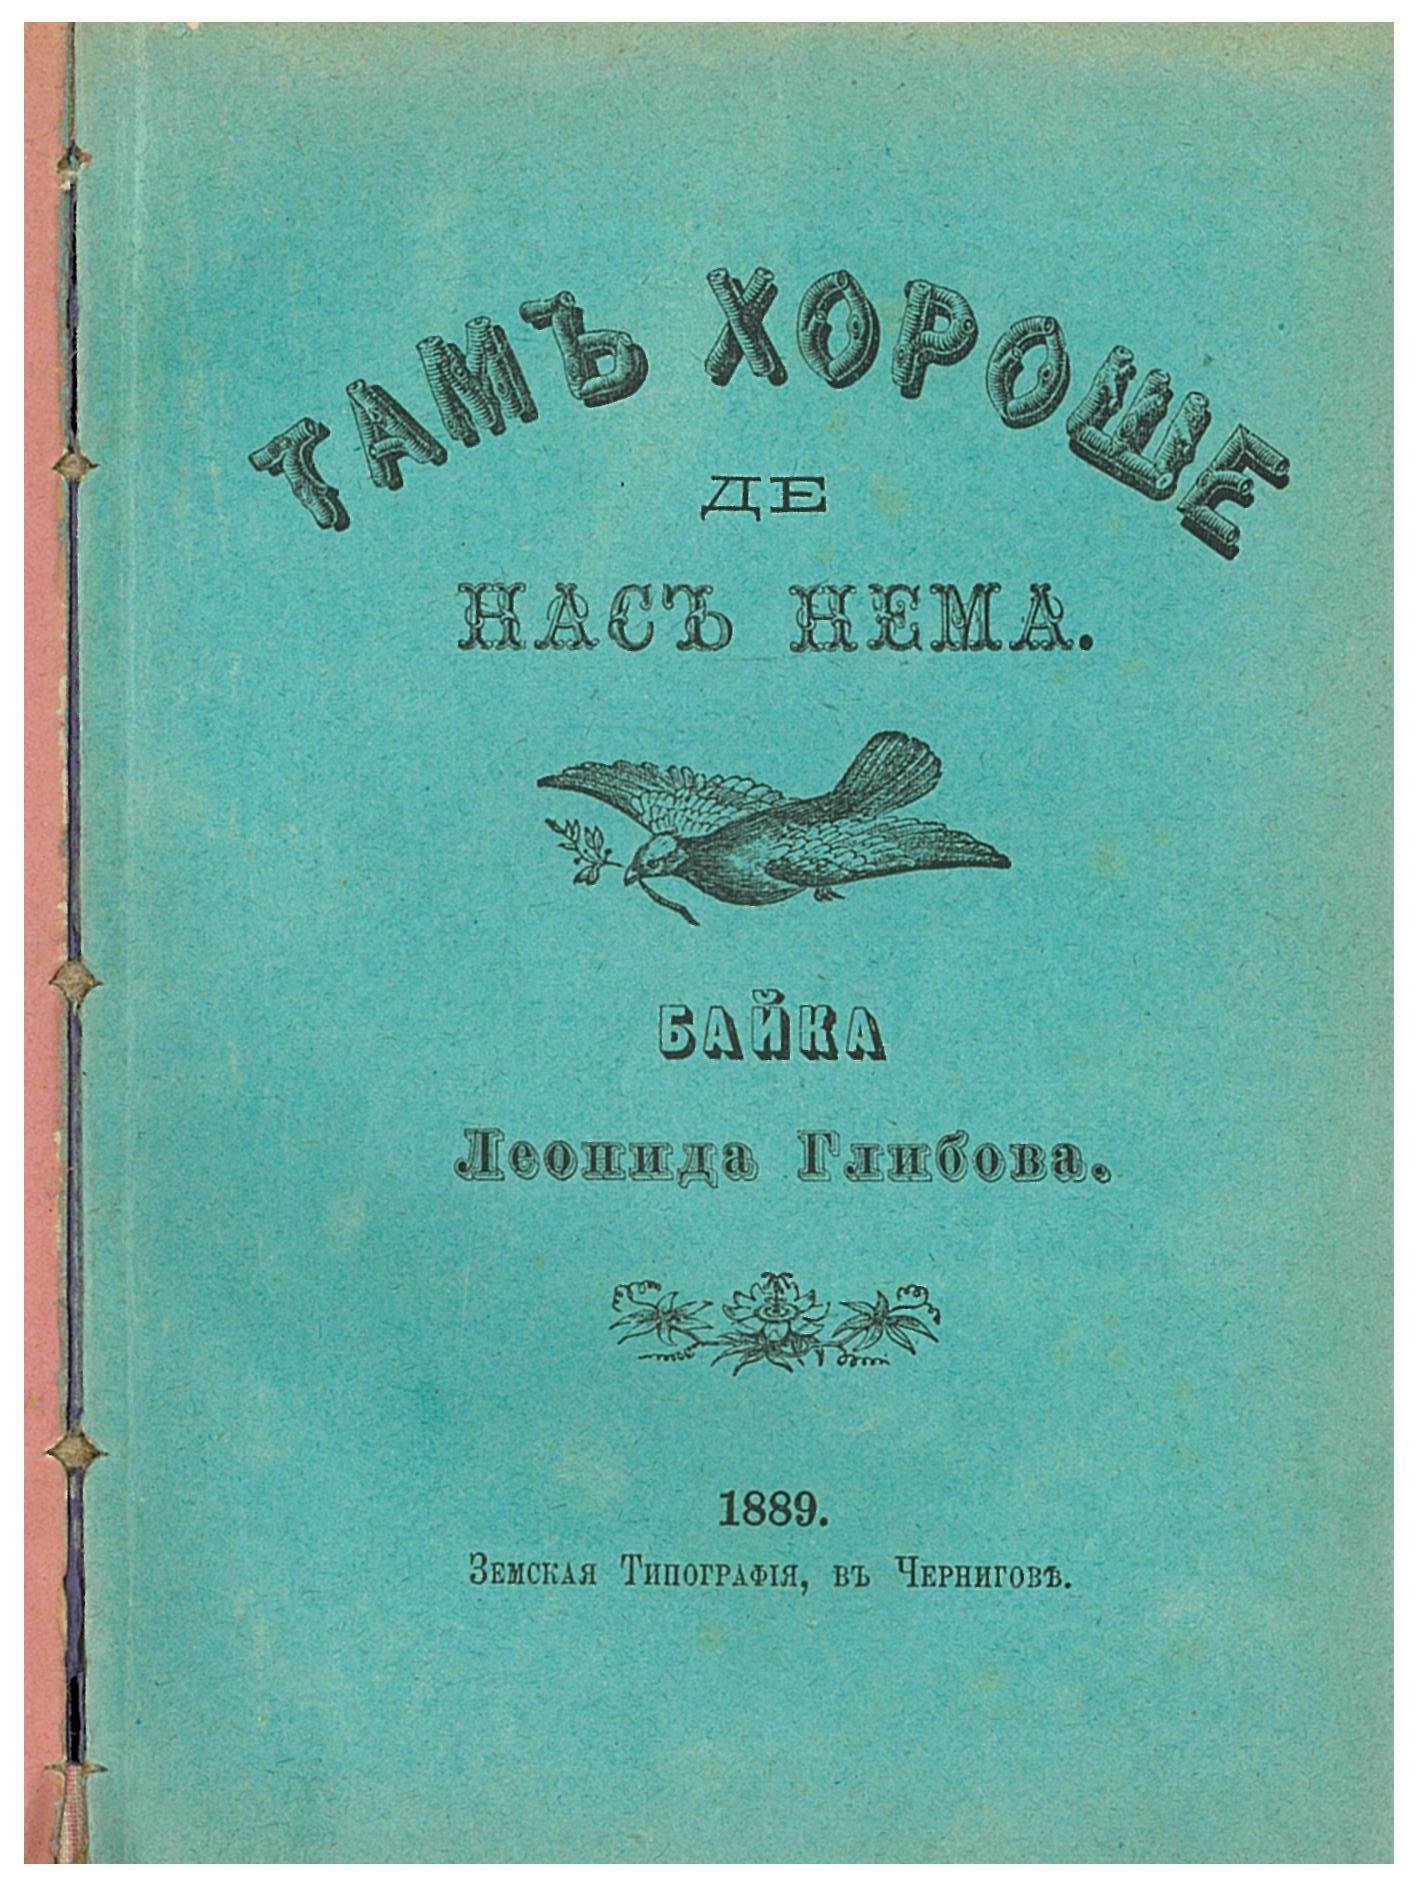 ТАМЪ ХОРОШЕ
ДЕ
НАСЪ НЕМА.
БАЙКА
Леонида Глибова.
1889.
Земская Типографія, въ Черниговѣ.